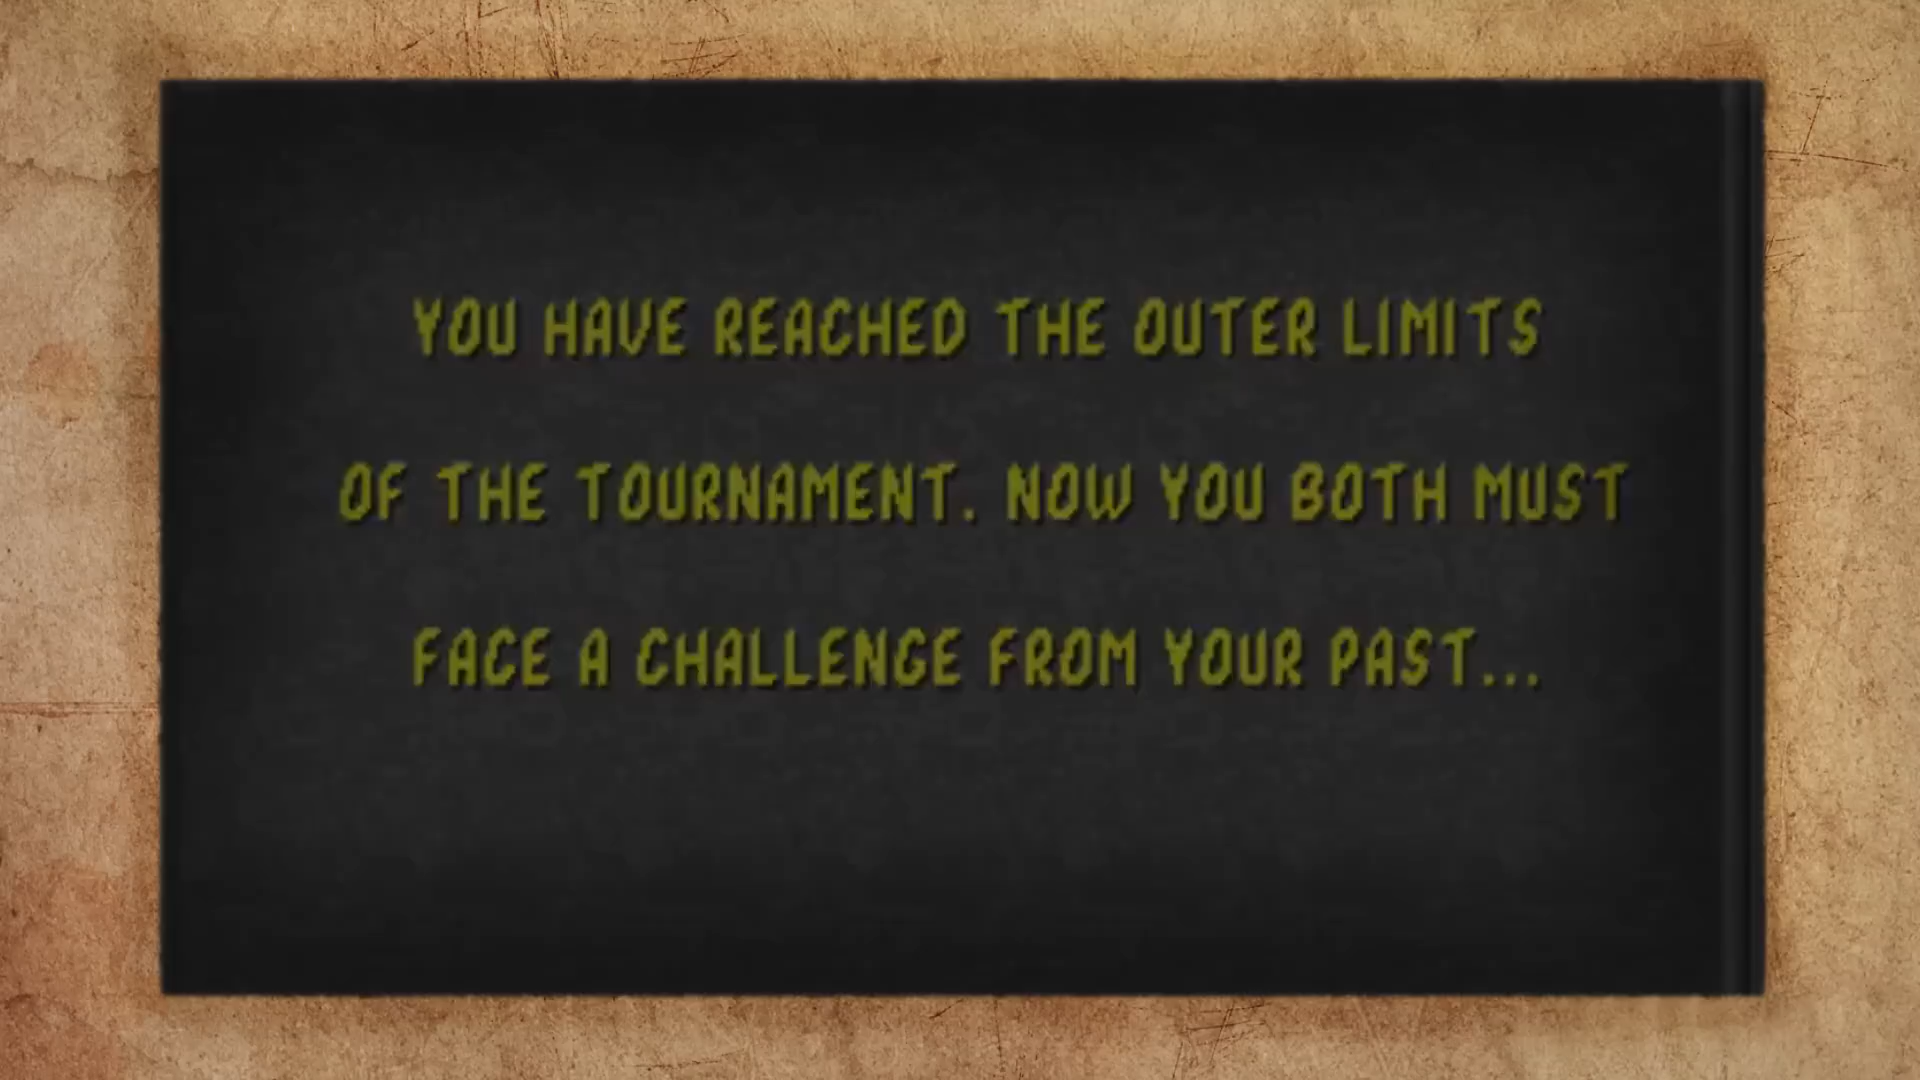 YOU HAVE REACHED THE OUTER LIMITS
OF THE TOURNAMENT. NOW YOU BOTH MUST
FACE A CHALLENGE FROM YOUR PAST...